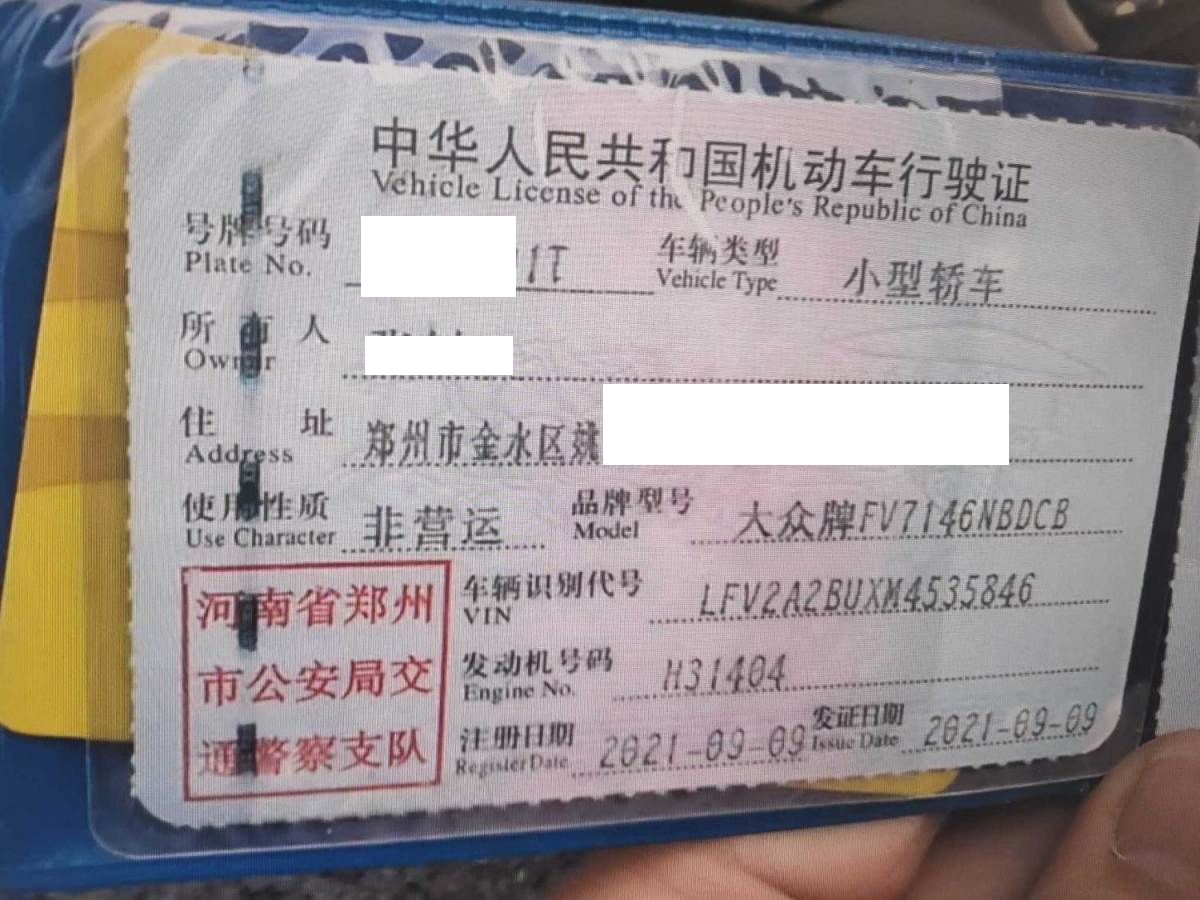 中华人民共和国机动车行驶证
Vehicle License of the People's Republic of China
号牌号码
Plate No.
车辆类型
Vehicle Type
小型轿车
所有人
Owner
住址
Address
郑州市金水区姚
使用性质
Use Character
非营运
品牌型号
Model
大众牌FV7146NBDCB
河南省郑州
市公安局交
通警察支队
车辆识别代号
VIN
LFV2A2BUXM4535846
发动机号码
Engine No.
H31404
注册日期
Register Date
2021-09-09
发证日期
Issue Date
2021-09-09